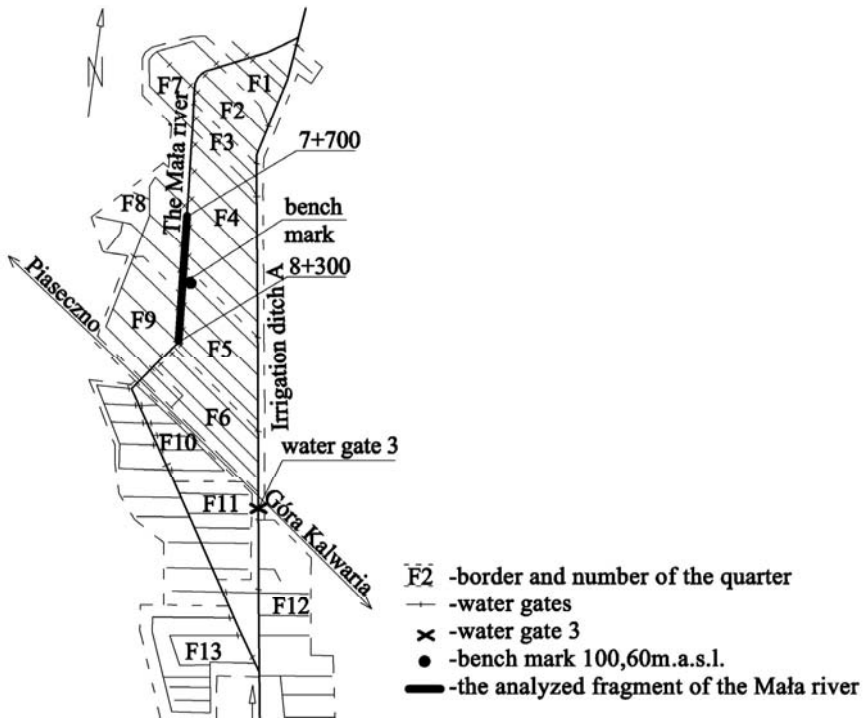 N
F7
F1
F2
F3
The Mała river
7+700
F8
F4
bench
mark
8+300
Piaseczno
F9
F5
Irrigation ditch A
F6
water gate 3
F10
F11
Góra Kalwaria
F12
F13
F2 -border and number of the quarter
-water gates
-water gate 3
-bench mark 100,60m.a.s.l.
-the analyzed fragment of the Mała river